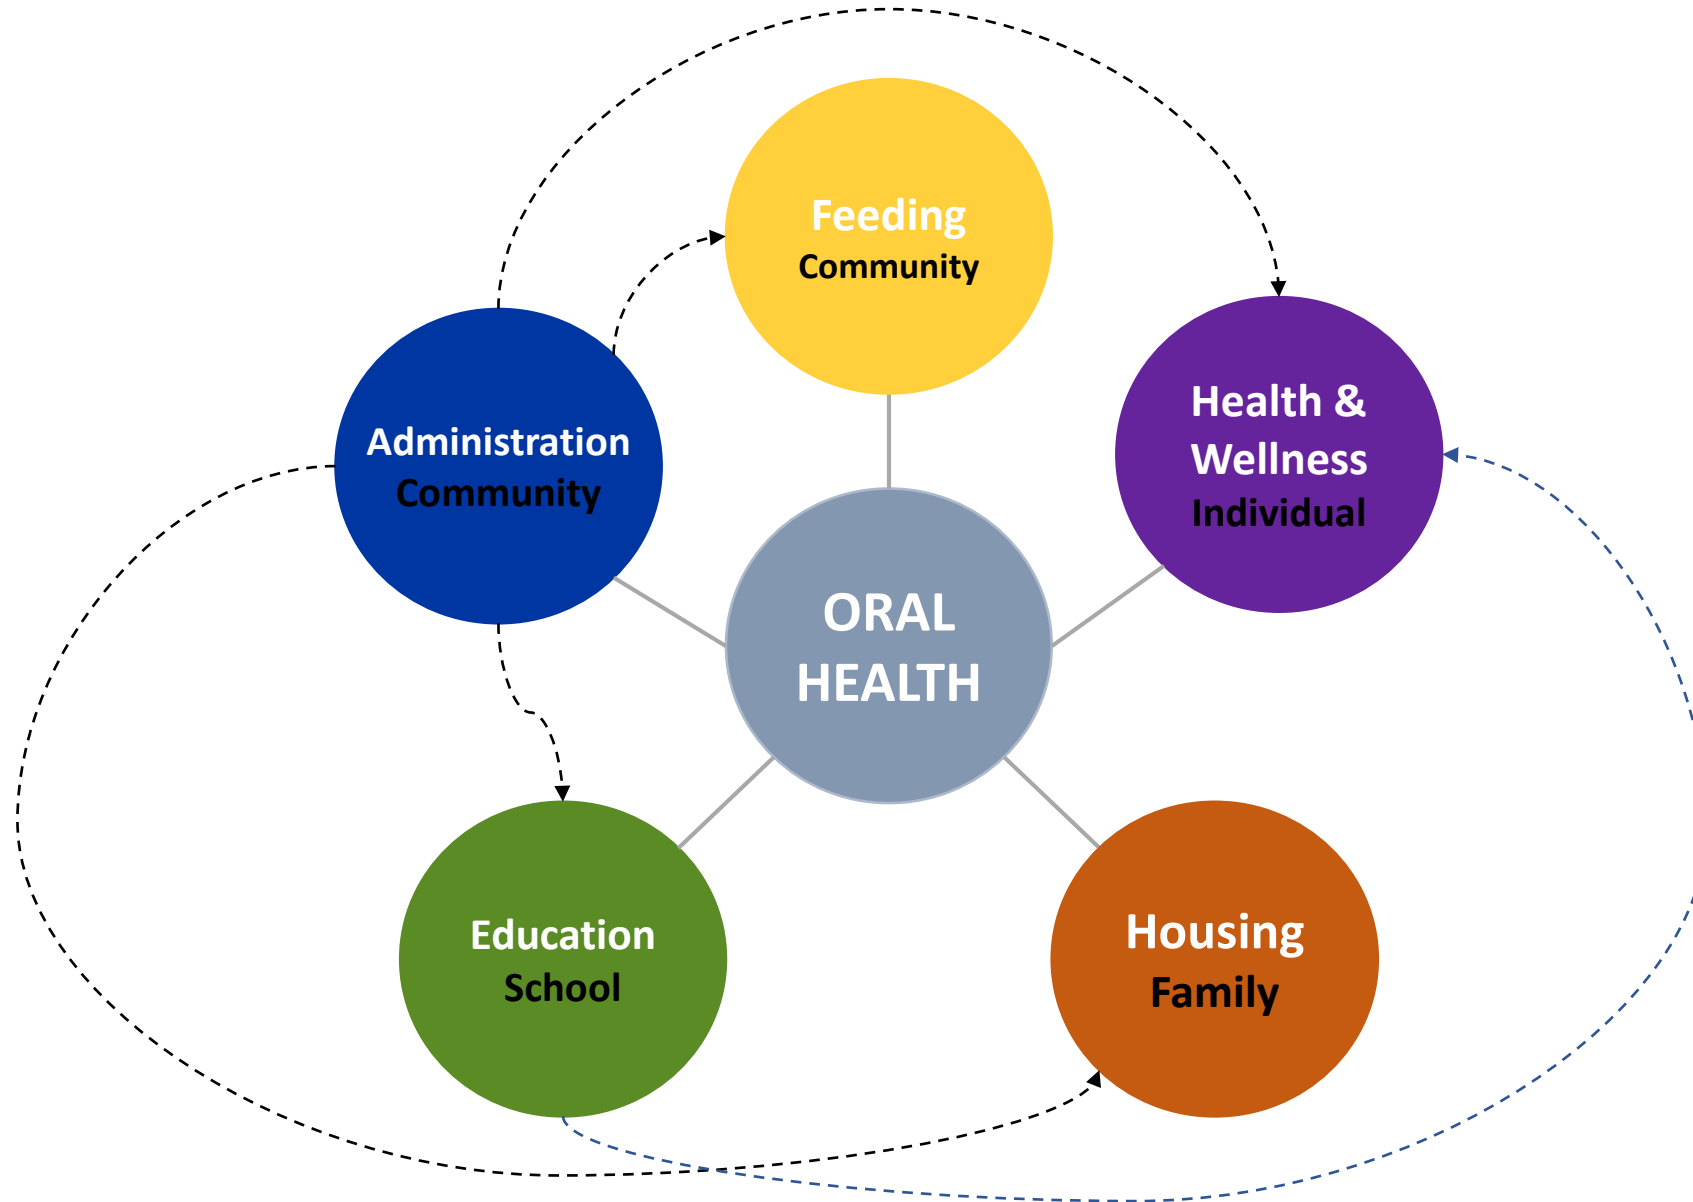 Feeding
Community
Health &
Wellness
Individual
Administration
Community
ORAL
HEALTH
Education
School
Housing
Family